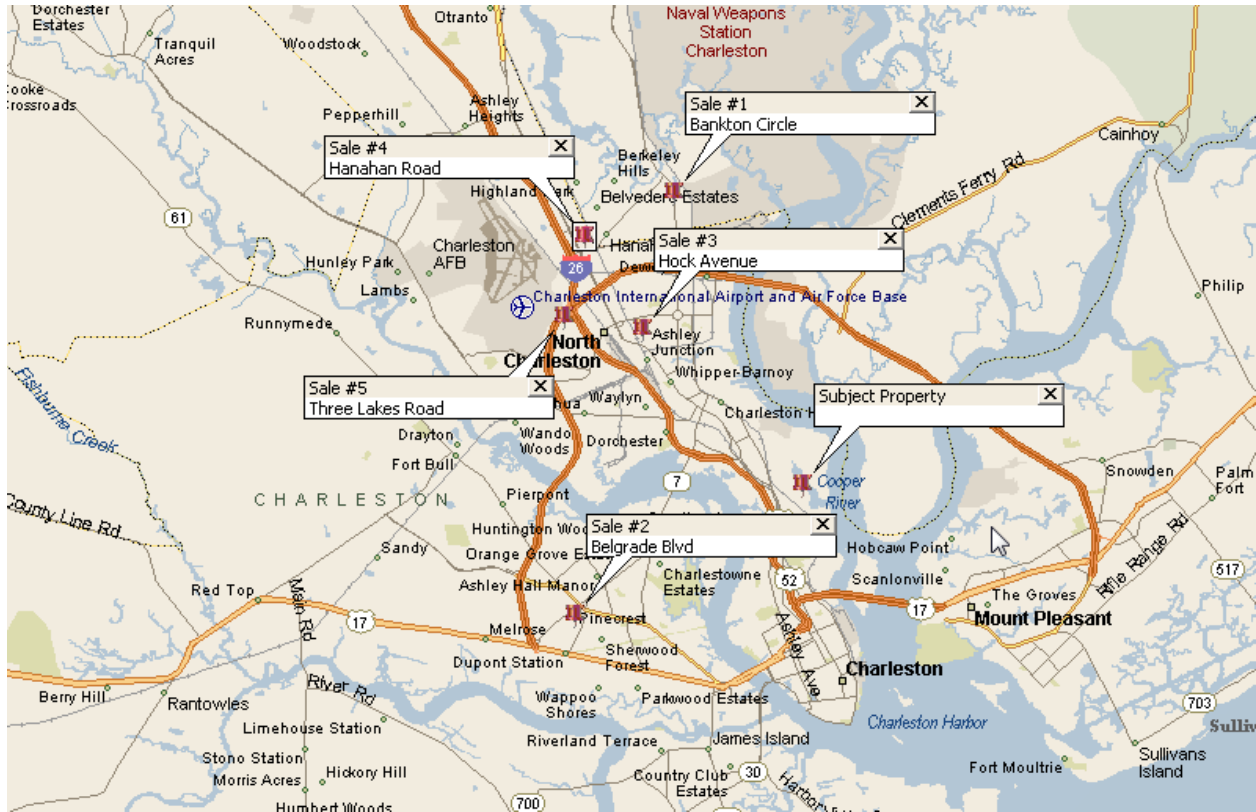 Dorchester
Estates
Otranto
Naval Weapons
Station
Charleston
Tranquil
Acres
Woodstock
Cooke
Crossroads
Pepperhill
Ashley
Heights
Sale #1
Bankton Circle
Cainhoy
Sale #4
Hanahan Road
Berkeley
Hills
Highland Park
Belvedere Estates
Clements Ferry Rd
61
Charleston
AFB
Sale #3
Hock Avenue
Hunley Park
26
Lambs
Charleston International Airport and Air Force Base
Philip
Runnymede
North
Charleston
Ashley
Junction
Fishburne Creek
Whipper-Barnoy
Sale #5
Three Lakes Road
Waylyn
Subject Property
Drayton
Wando
Woods
Dorchester
Fort Bull
Snowden
Palm
Fort
CHARLESTON
Pierpont
7
Cooper
River
County Line Rd
Huntington
Sale #2
Belgrade Blvd
Rifle Range Rd
Sandy
Orange Grove
Hobcaw Point
Ashley Hall Manor
Charlestowne
Estates
52
Scanlonville
517
Red Top
Main Rd
The Groves
17
17
Pinecrest
Mount Pleasant
Melrose
Sherwood
Forest
Ashley Ave
Dupont Station
Charleston
Berry Hill
Rantowles
River Rd
Wappoo
Shores
Parkwood Estates
703
Limehouse Station
Charleston Harbor
Riverland Terrace
James Island
Stono Station
Sullivans
Island
Morris Acres
Hickory Hill
Country Club
Estates
30
Fort Moultrie
Humbert Woods
700